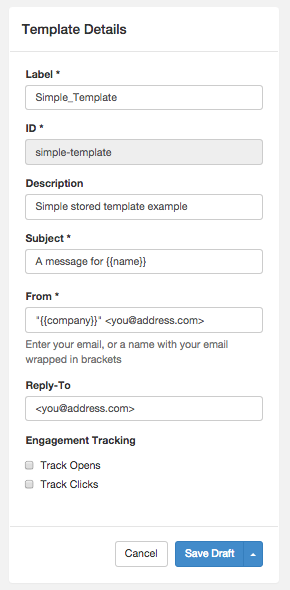 Template Details
Label *
Simple_Template
ID *
simple-template
Description
Simple stored template example
Subject *
A message for {{name}}
From *
"{{company}}" <you@address.com>
Enter your email, or a name with your email
wrapped in brackets
Reply-To
<you@address.com>
Engagement Tracking
Track Opens
Track Clicks
Cancel Save Draft